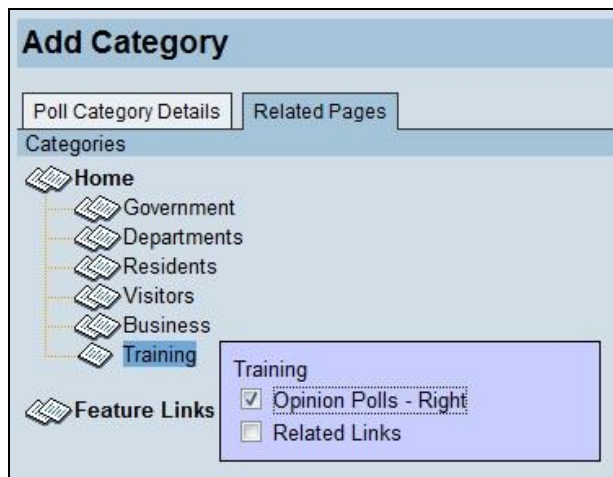 Add Category
Poll Category Details
Related Pages
Categories
Home
Government
Departments
Residents
Visitors
Business
Training
Training
Opinion Polls - Right
Related Links
Feature Links